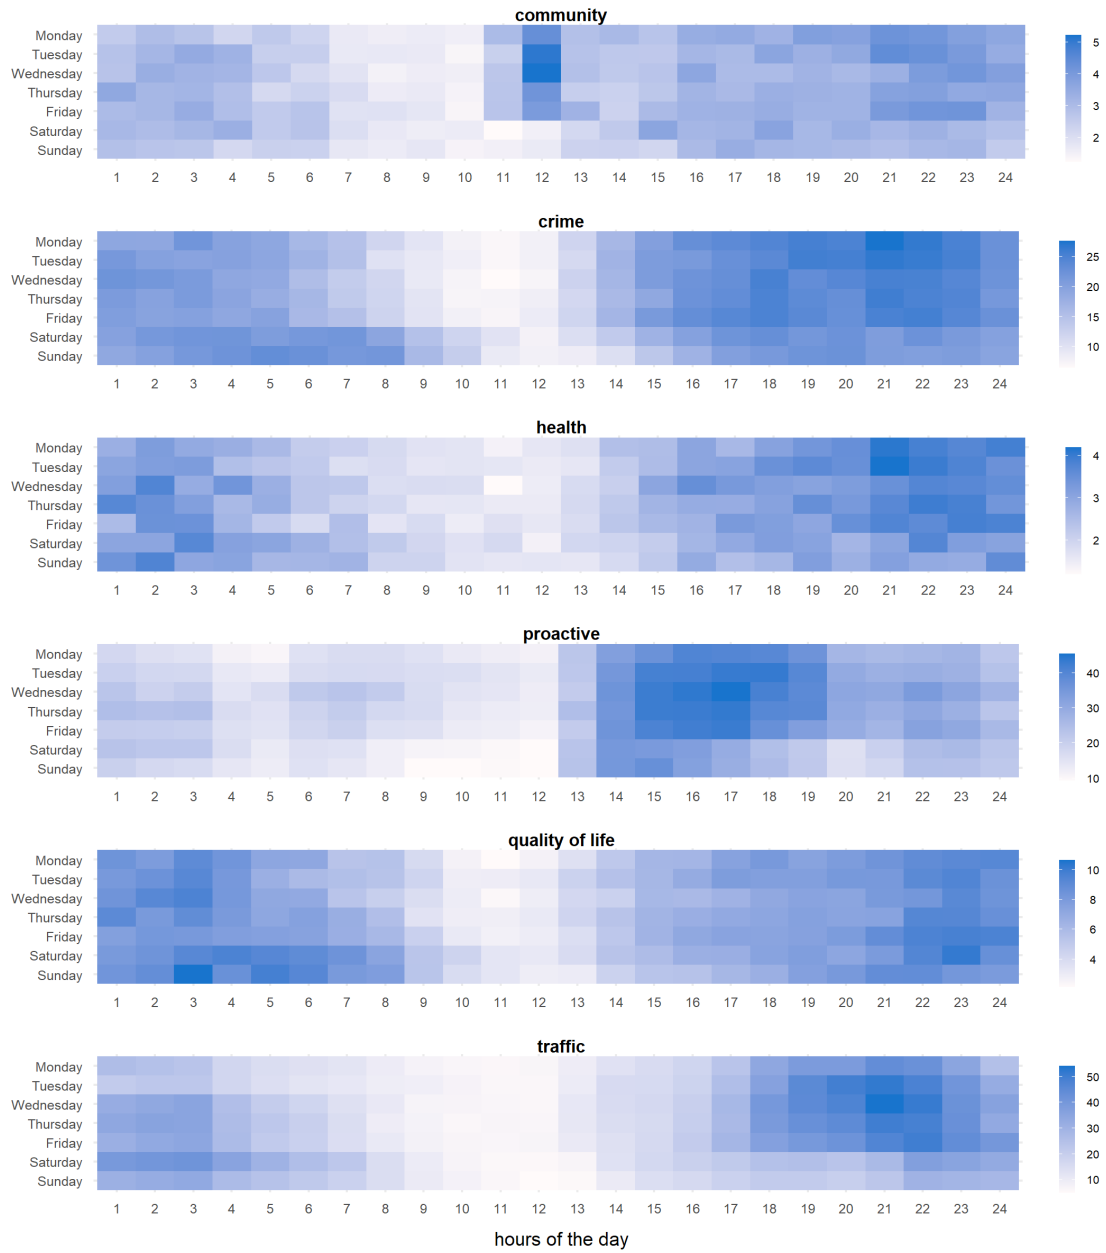 community
Monday
Tuesday
Wednesday
Thursday
Friday
Saturday
Sunday
1 2 3 4 5 6 7 8 9 10 11 12 13 14 15 16 17 18 19 20 21 22 23 24
5
4
3
2
crime
Monday
Tuesday
Wednesday
Thursday
Friday
Saturday
Sunday
1 2 3 4 5 6 7 8 9 10 11 12 13 14 15 16 17 18 19 20 21 22 23 24
25
20
15
10
health
Monday
Tuesday
Wednesday
Thursday
Friday
Saturday
Sunday
1 2 3 4 5 6 7 8 9 10 11 12 13 14 15 16 17 18 19 20 21 22 23 24
4
3
2
proactive
Monday
Tuesday
Wednesday
Thursday
Friday
Saturday
Sunday
1 2 3 4 5 6 7 8 9 10 11 12 13 14 15 16 17 18 19 20 21 22 23 24
40
30
20
10
quality of life
Monday
Tuesday
Wednesday
Thursday
Friday
Saturday
Sunday
1 2 3 4 5 6 7 8 9 10 11 12 13 14 15 16 17 18 19 20 21 22 23 24
10
8
6
4
traffic
Monday
Tuesday
Wednesday
Thursday
Friday
Saturday
Sunday
1 2 3 4 5 6 7 8 9 10 11 12 13 14 15 16 17 18 19 20 21 22 23 24
50
40
30
20
10
hours of the day